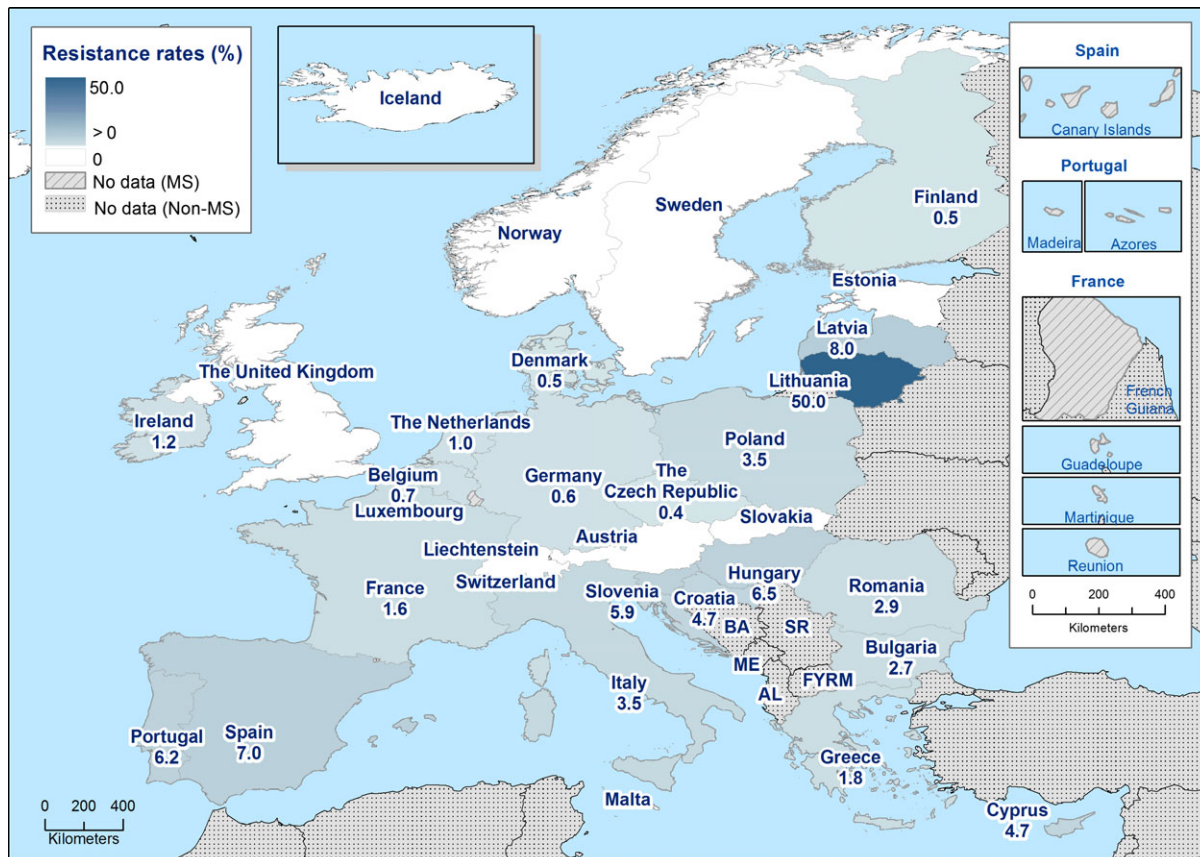 Resistance rates (%)
50.0
> 0
0
No data (MS)
No data (Non-MS)
Iceland
Spain
Canary Islands
Portugal
Madeira
Azores
France
French
Guiana
Guadeloupe
Martinique
Reunion
0 200 400
Kilometers
Finland
0.5
Sweden
Norway
Estonia
Latvia
8.0
Denmark
0.5
Lithuania
50.0
The United Kingdom
Ireland
1.2
The Netherlands
1.0
Poland
3.5
Belgium
0.7
Germany
0.6
The
Czech Republic
0.4
Luxembourg
Slovakia
Austria
Liechtenstein
Switzerland
France
1.6
Slovenia
5.9
Hungary
6.5
Croatia
4.7
Romania
2.9
BA
SR
Bulgaria
2.7
ME
FYRM
AL
Italy
3.5
Portugal
6.2
Spain
7.0
Greece
1.8
Malta
Cyprus
4.7
0 200 400
Kilometers